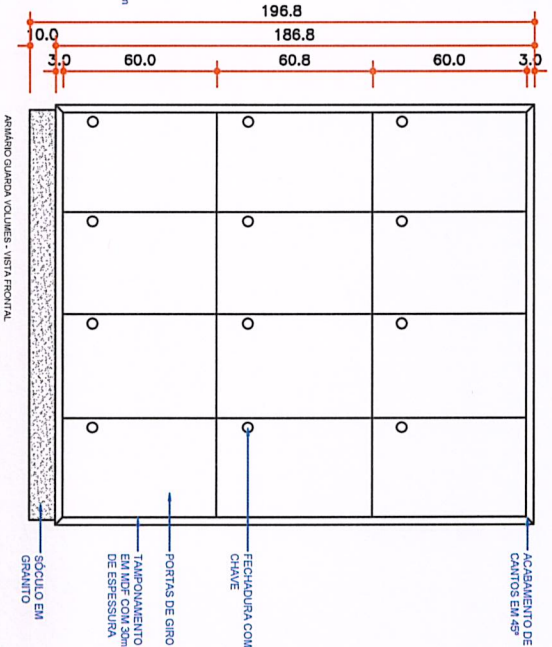 196.8
10.0
186.8
3.0
60.0
60.8
60.0
3.0
ACABAMENTO DE
CANTOS EM 45º
FECHADURA COM
CHAVE
PORTAS DE GIRO
TAMPONAMENTO
EM MDF COM 30m
DE ESPESSURA
SÓCULO EM
GRANITO
ARMÁRIO GUARDA VOLUMES - VISTA FRONTAL